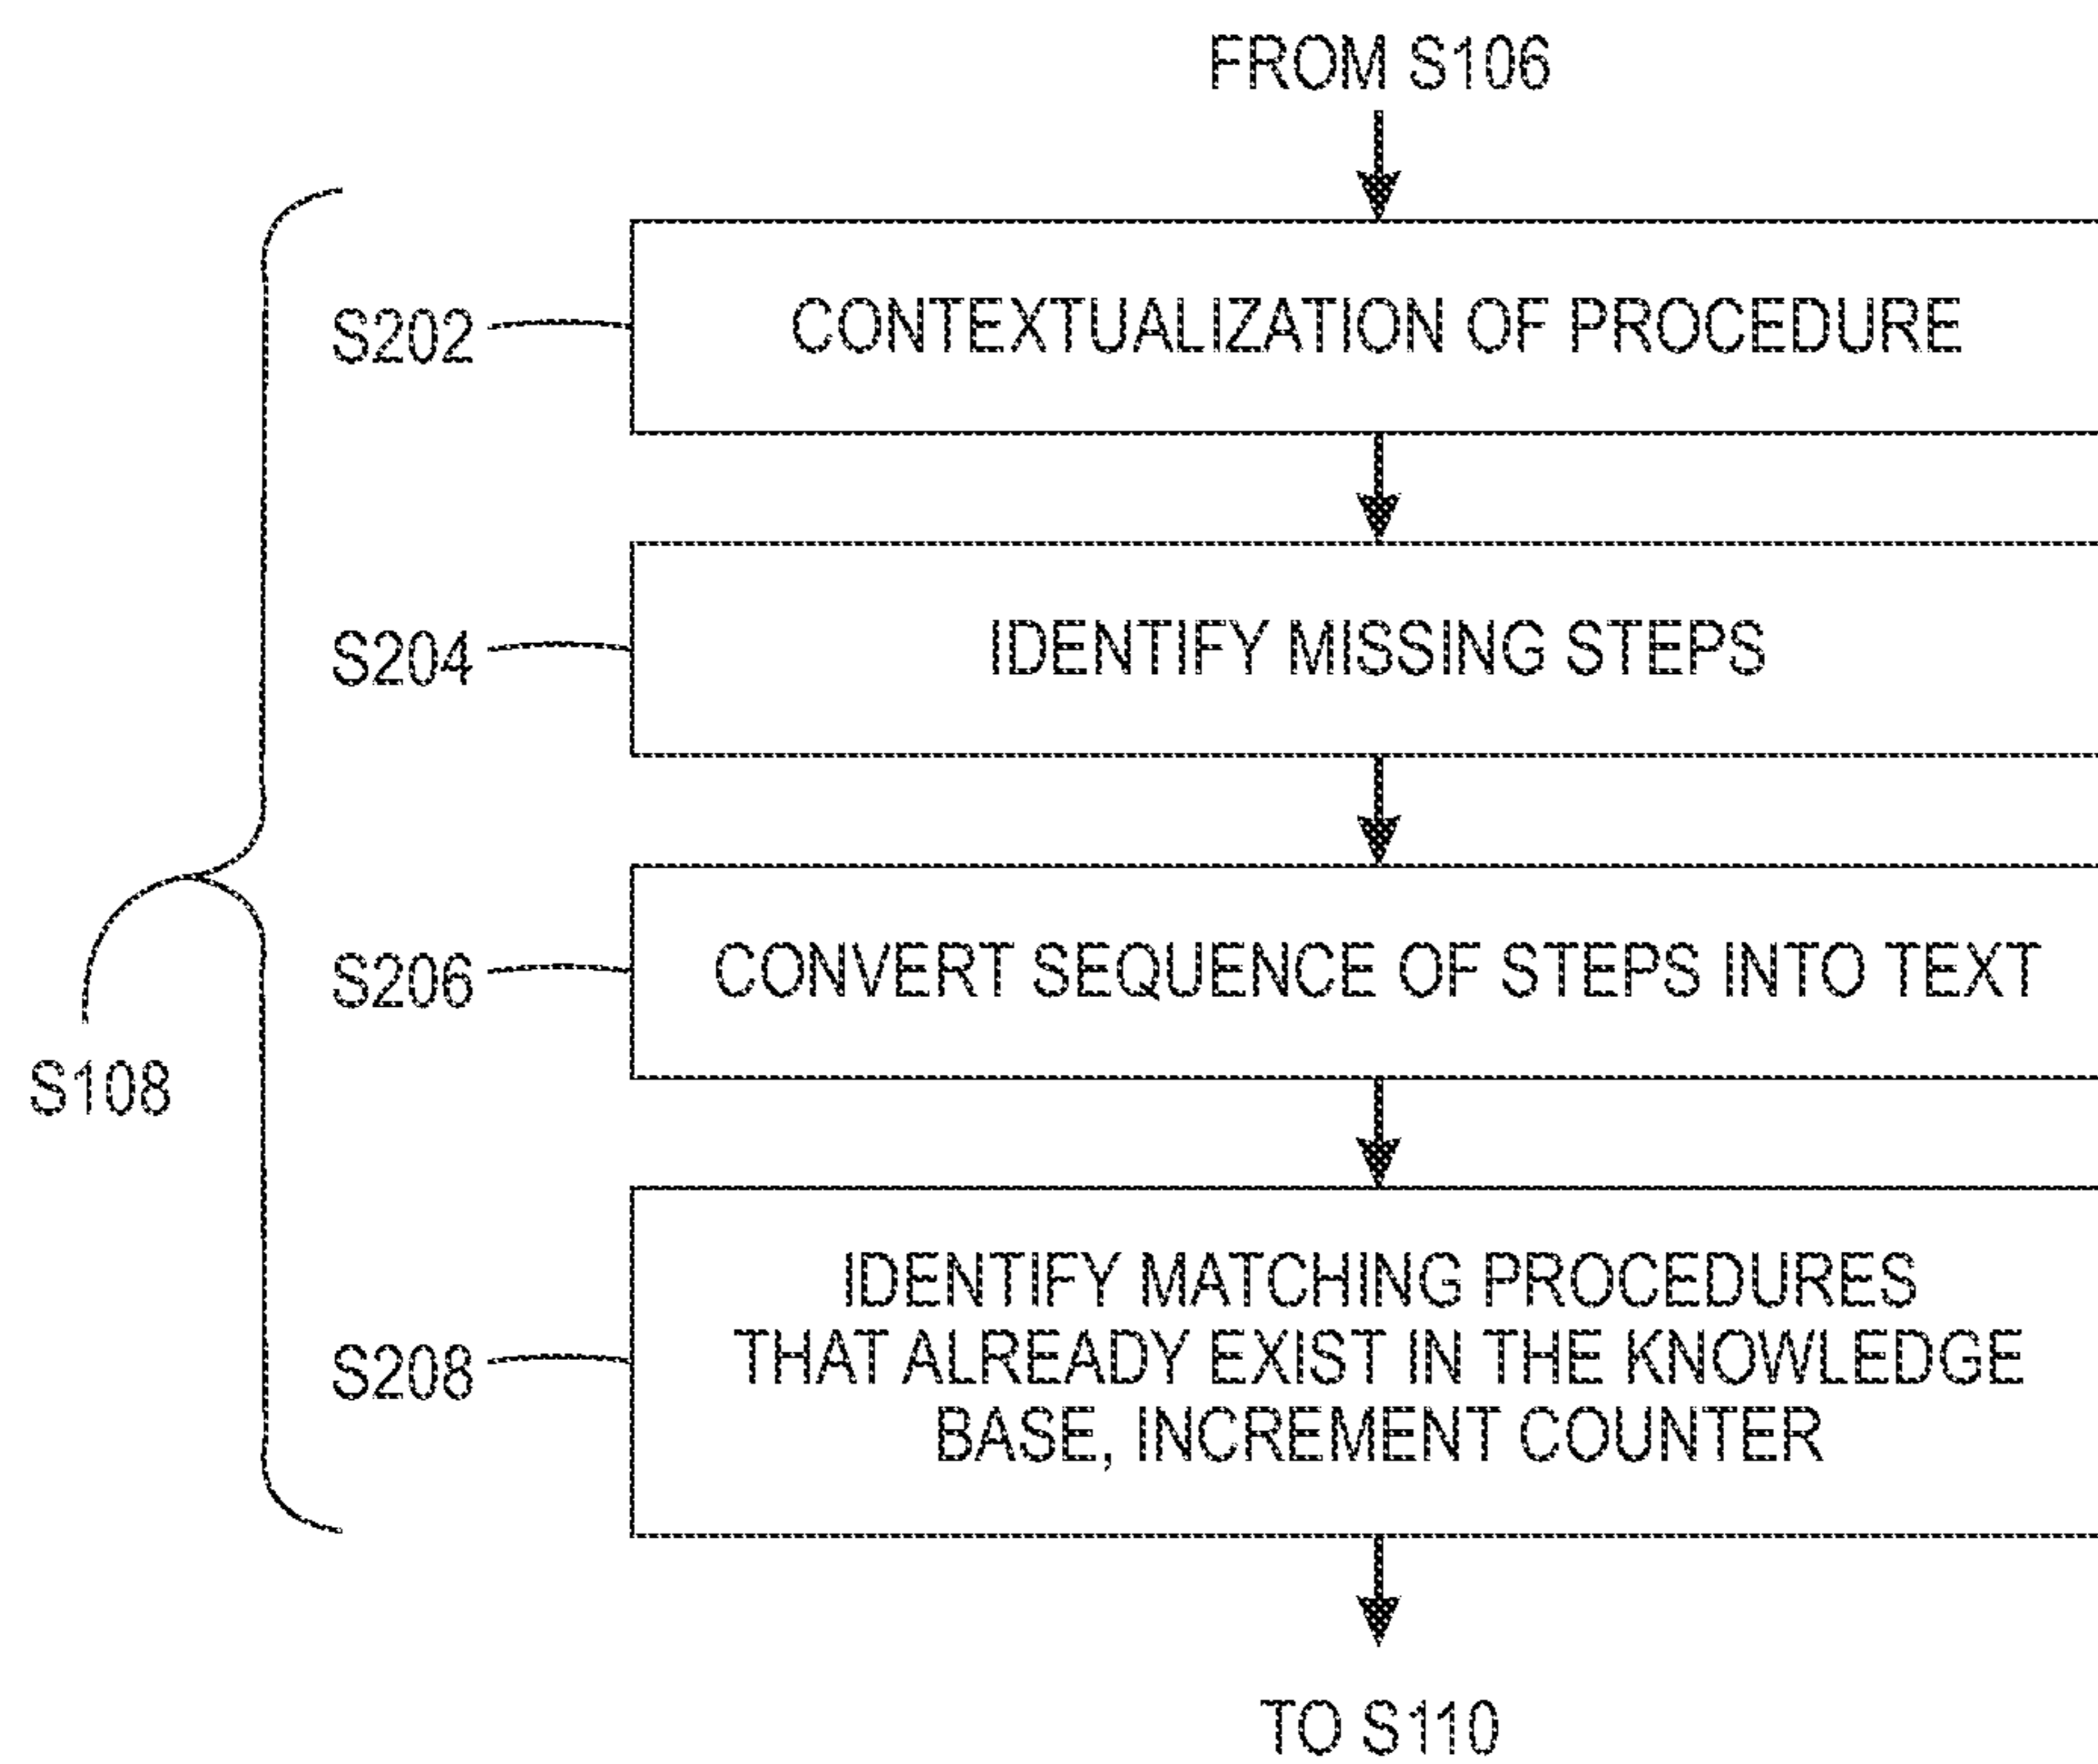 FROM S106
S202
CONTEXTUALIZATION OF PROCEDURE
S204
IDENTIFY MISSING STEPS
S206
CONVERT SEQUENCE OF STEPS INTO TEXT
S108
S208
IDENTIFY MATCHING PROCEDURES
THAT ALREADY EXIST IN THE KNOWLEDGE
BASE, INCREMENT COUNTER
TO S110